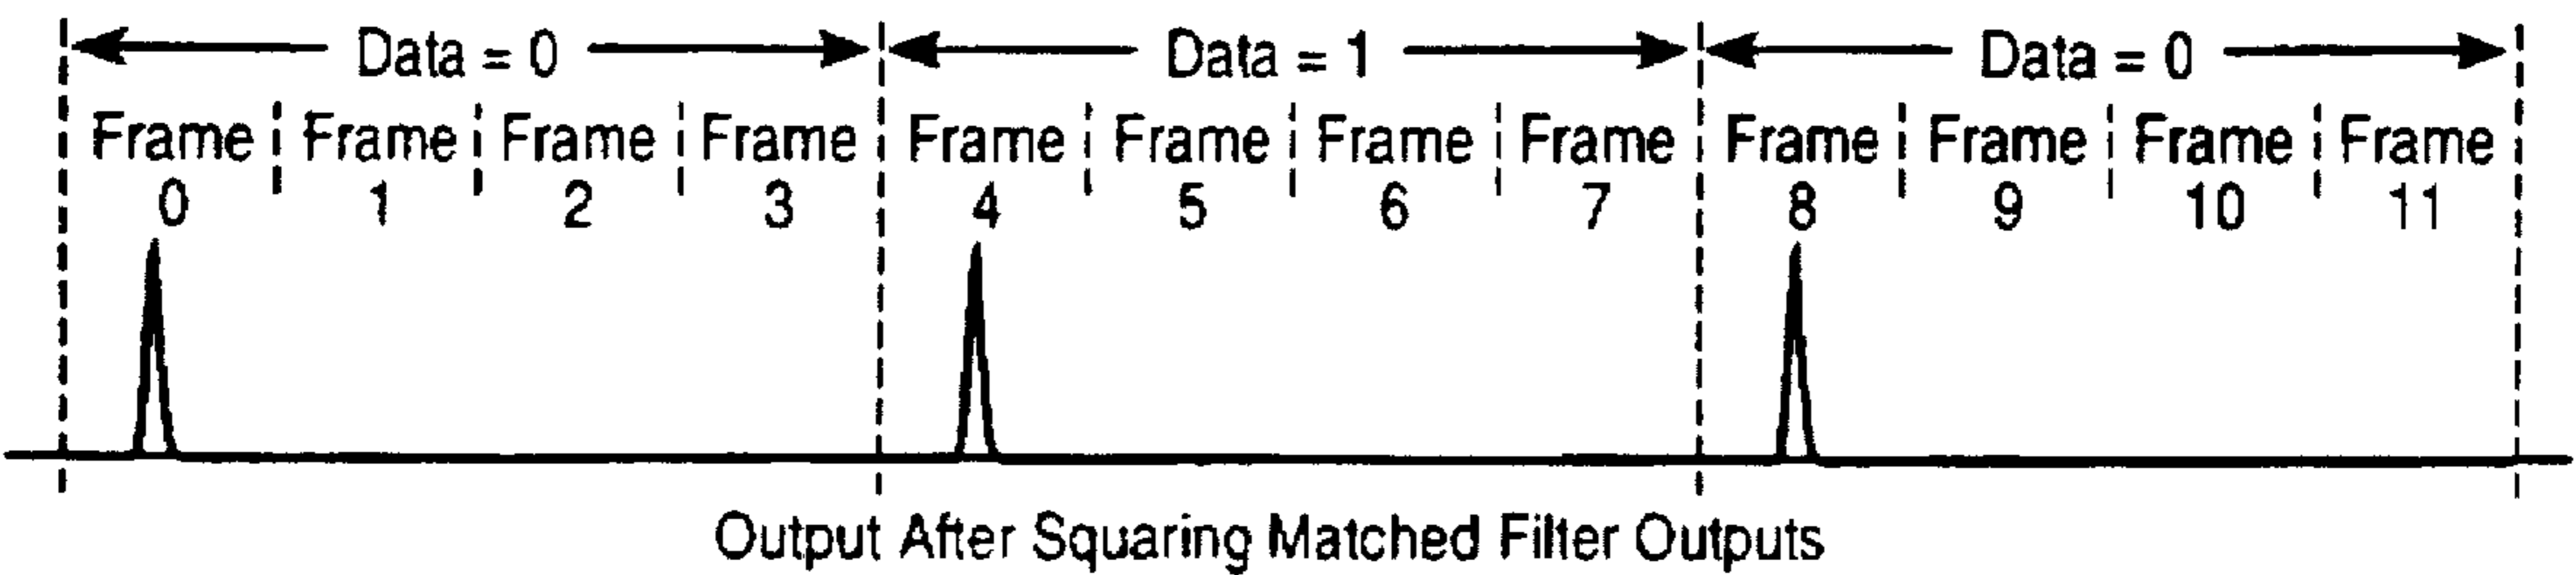 Data = 0 Data = 1 Data = 0
Frame Frame Frame Frame Frame Frame Frame Frame Frame Frame Frame Frame
0 1 2 3 4 5 6 7 8 9 10 11
Output After Squaring Matched Filter Outputs